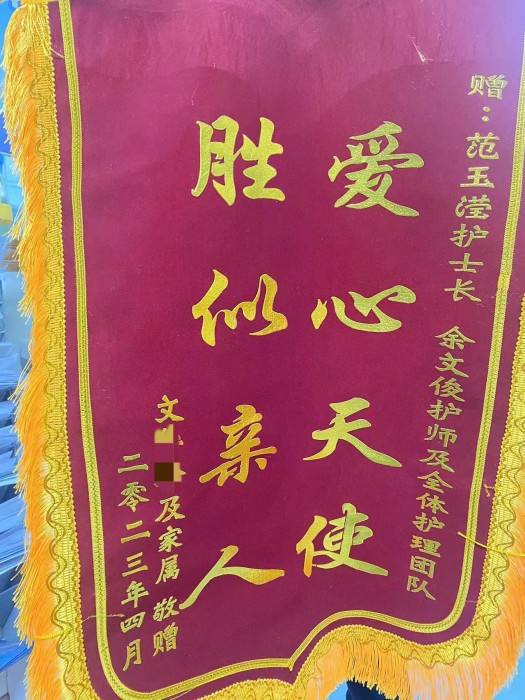 赠：范玉滢护士长 余文俊护师及全体护理团队
爱心天使
胜似亲人
文及家属 敬赠
二零二三年四月